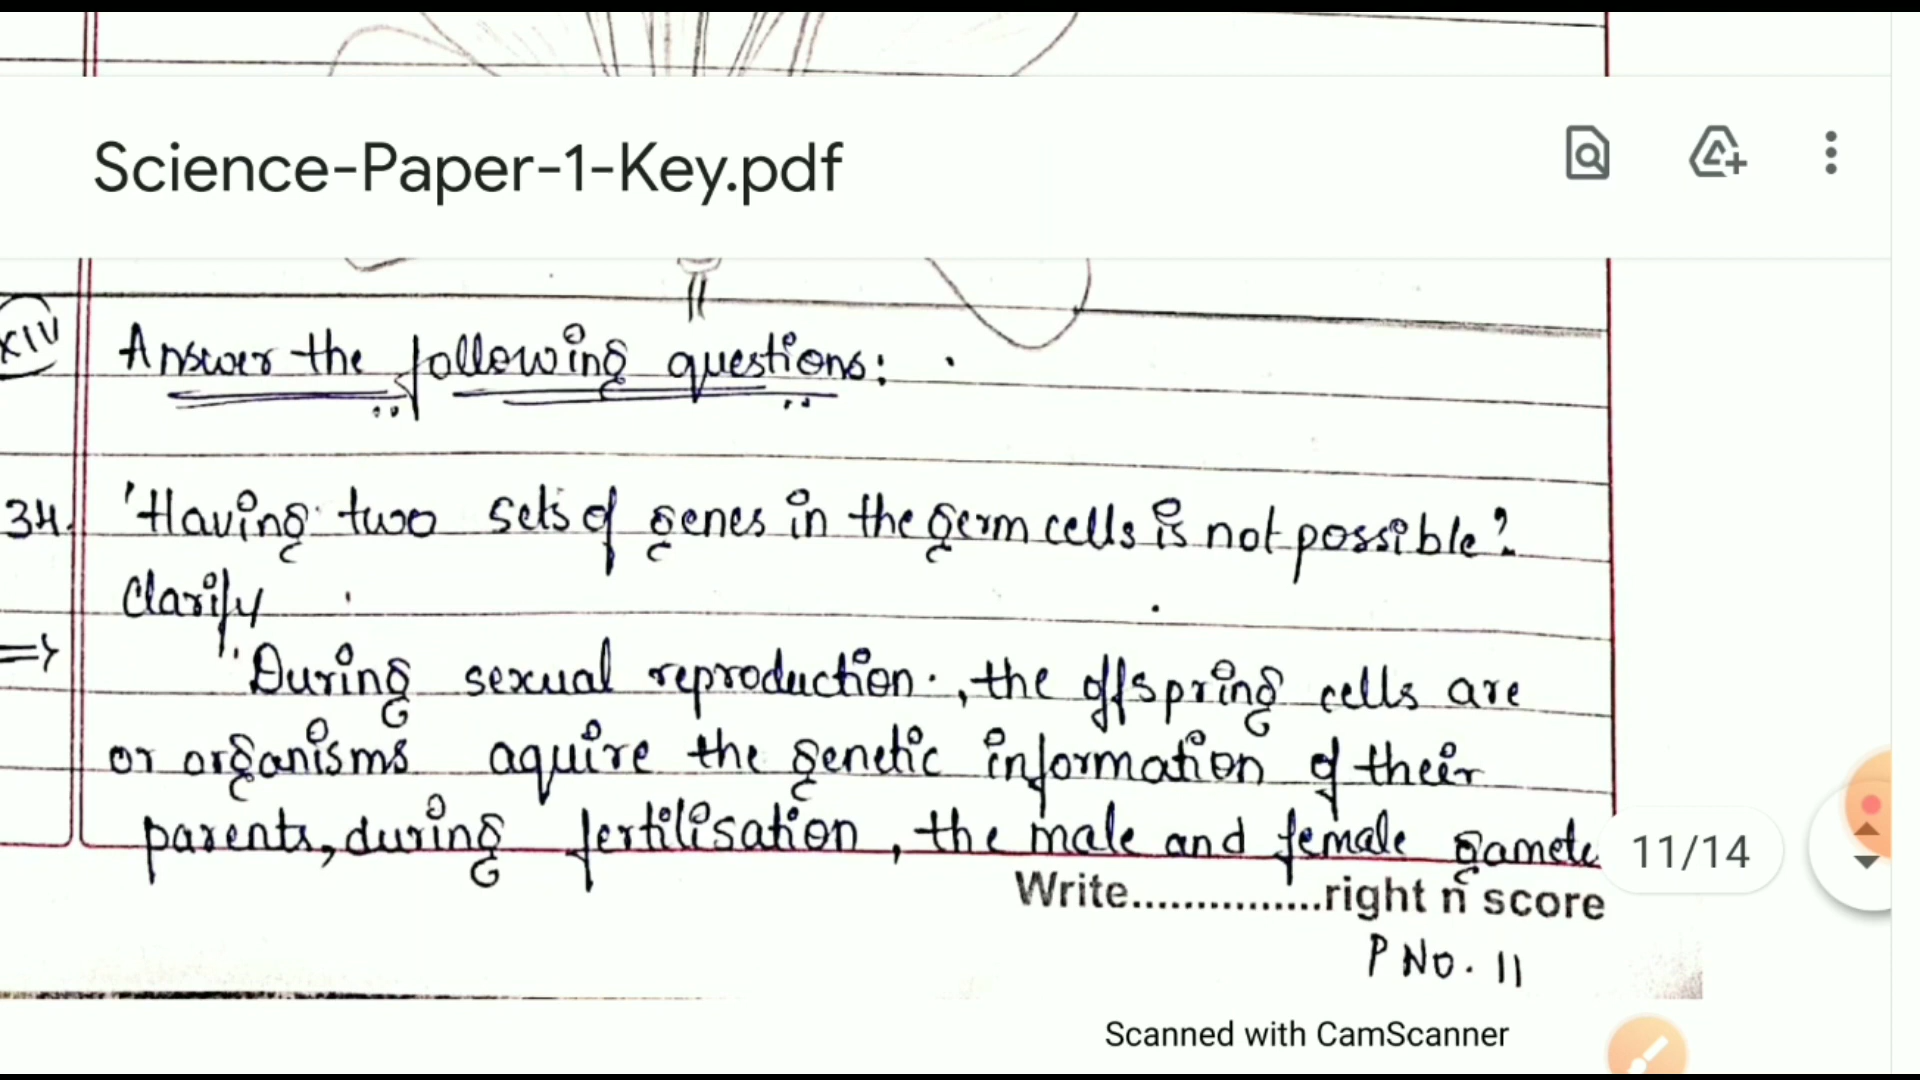 Science-Paper-1-Key.pdf
XIV Answer the following questions:
34. 'Having two sets of genes in the germ cells is not possible'.
Clarify
=> During sexual reproduction, the offspring cells are
or organisms aquire the genetic information of their
parents, during fertilisation, the male and female gamete
11/14
Write...............right n score
P NO. 11
Scanned with CamScanner